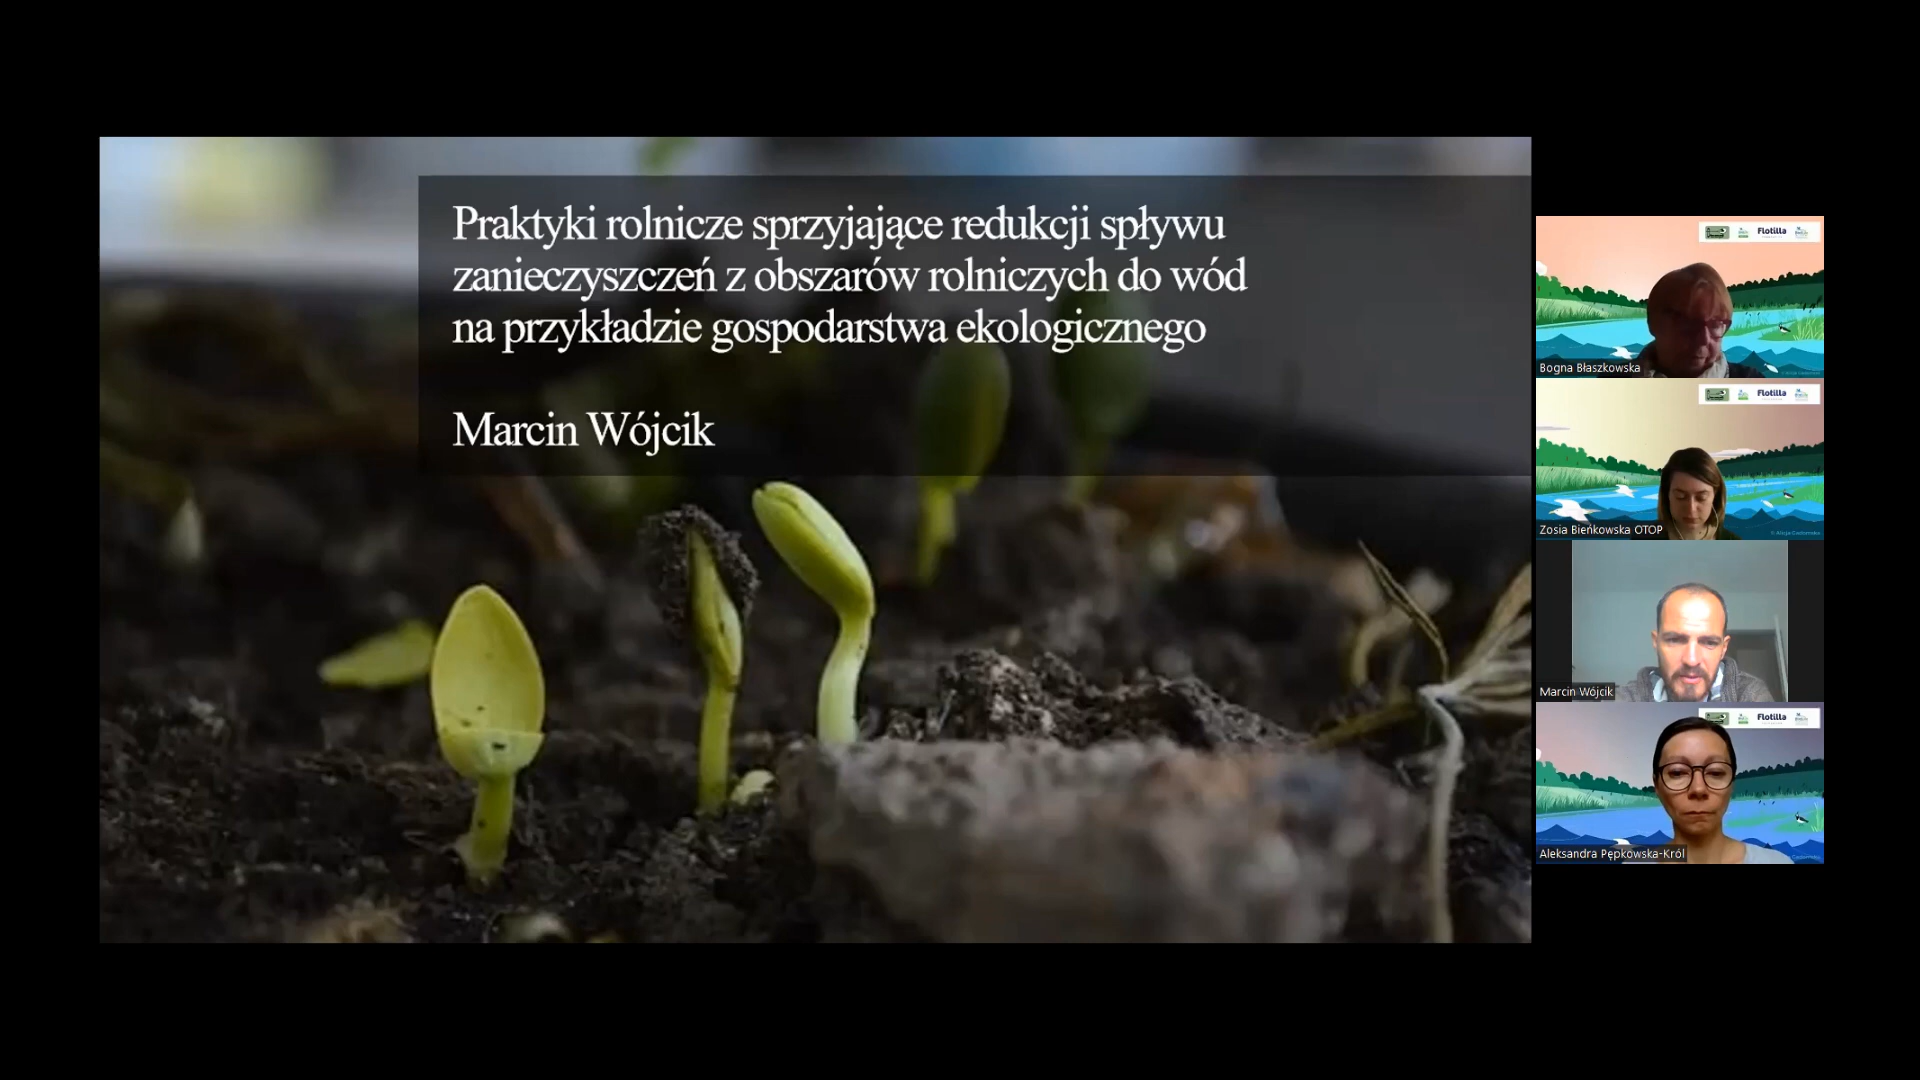 Praktyki rolnicze sprzyjające redukcji spływu
zanieczyszczeń z obszarów rolniczych do wód
na przykładzie gospodarstwa ekologicznego
Marcin Wójcik
Flotilla
Bogna Błaszkowska
Flotilla
Zosia Bieńkowska OTOP
Marcin Wójcik
Flotilla
Aleksandra Pępkowska-Król